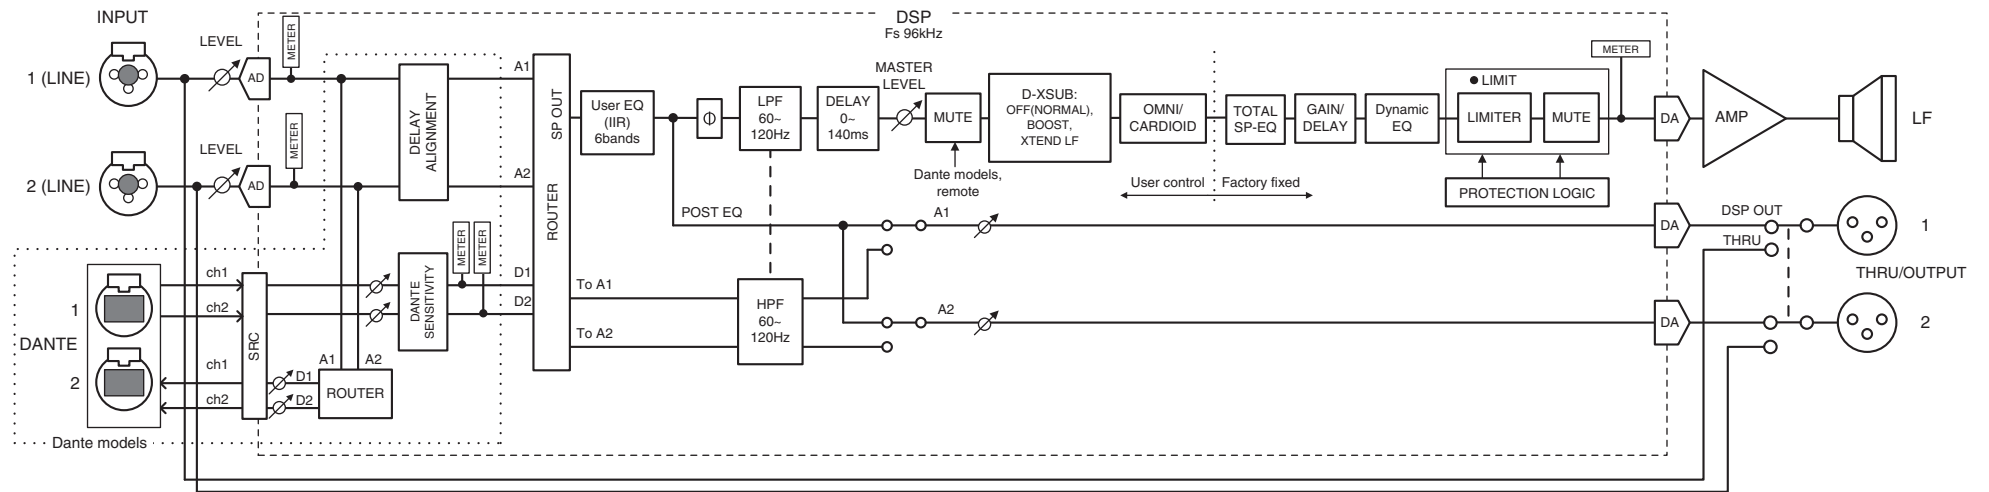 INPUT
DSP
Fs 96kHz
LEVEL
METER
1 (LINE)
AD
A1
LEVEL
METER
2 (LINE)
AD
DELAY
ALIGNMENT
A2
SP OUT
ROUTER
User EQ
(IIR)
6bands
Φ
LPF
60~
120Hz
DELAY
0~
140ms
MASTER
LEVEL
MUTE
Dante models,
remote
D-XSUB:
OFF(NORMAL),
BOOST,
XTEND LF
OMNI/
CARDIOID
User control
Factory fixed
TOTAL
SP-EQ
GAIN/
DELAY
Dynamic
EQ
LIMIT
LIMITER
MUTE
METER
PROTECTION LOGIC
DA
AMP
LF
POST EQ
A1
DA
DSP OUT
THRU
1
THRU/OUTPUT
METER
METER
D1
D2
DANTE
SENSITIVITY
To A1
To A2
HPF
60~
120Hz
A2
DA
2
DANTE
1
2
ch1
ch2
ch1
ch2
SRC
D1
D2
A1
A2
ROUTER
Dante models